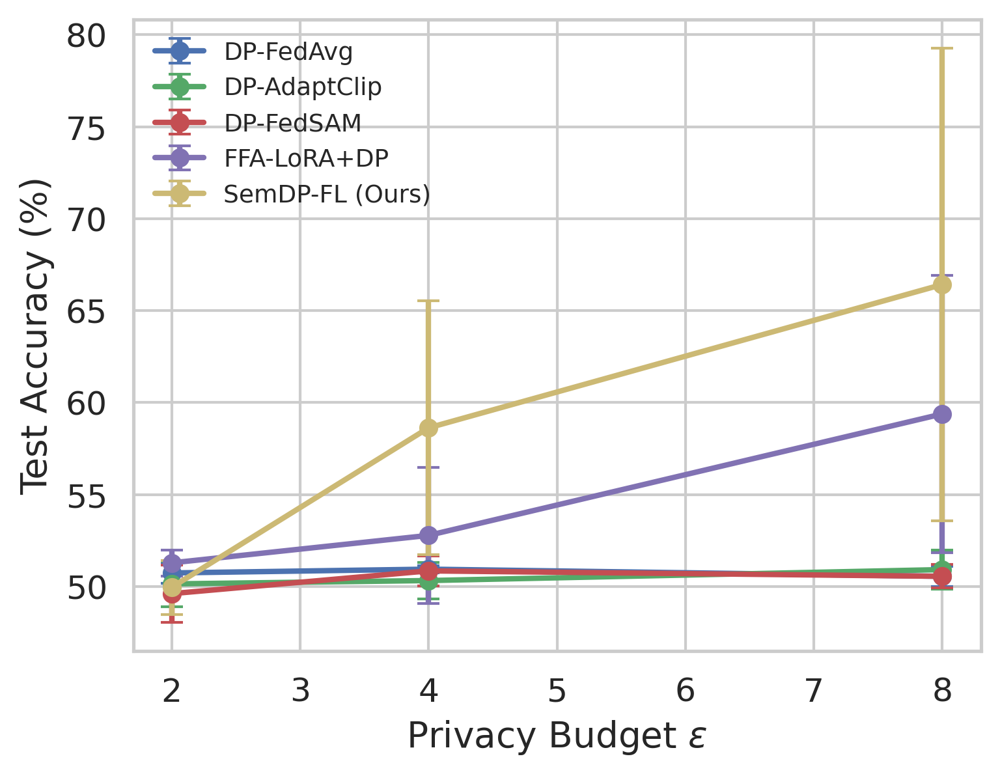 80
75
70
65
60
55
50
Test Accuracy (%)
DP-FedAvg
DP-AdaptClip
DP-FedSAM
FFA-LoRA+DP
SemDP-FL (Ours)
2 3 4 5 6 7 8
Privacy Budget ε